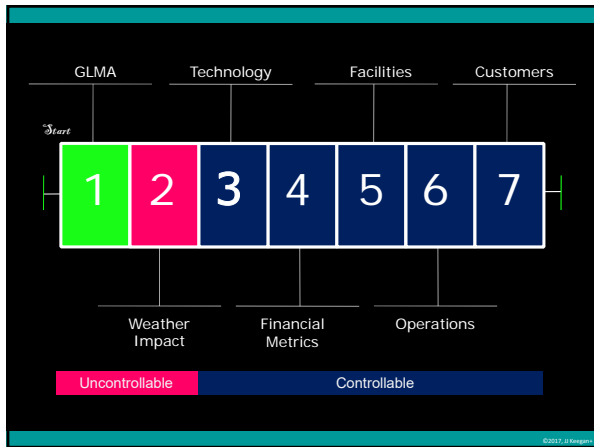 GLMA
Technology
Facilities
Customers
Start
1 2 3 4 5 6 7
Weather
Impact
Financial
Metrics
Operations
Uncontrollable
Controllable
©2017, JJ Keegan+